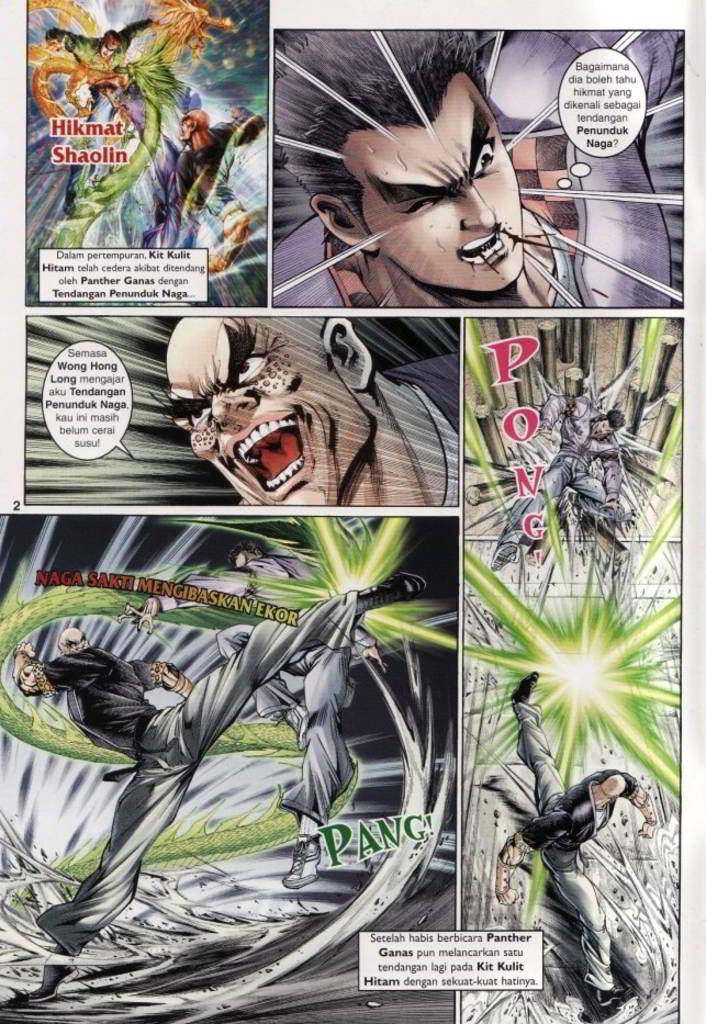 Hikmat
Shaolin
Dalam pertempuran, Kit Kulit
Hitam telah cedera akibat ditendang
oleh Panther Ganas dengan
Tendangan Penunduk Naga...
Bagaimana
dia boleh tahu
hikmat yang
dikenali sebagai
tendangan
Penunduk
Naga?
Semasa
Wong Hong
Long mengajar
aku Tendangan
Penunduk Naga,
kau ini masih
belum cerai
susu!
PONG!
2
NAGA SAKTI MENGIBASKAN EKOR
PANG!
Setelah habis berbicara Panther
Ganas pun melancarkan satu
tendangan lagi pada Kit Kulit
Hitam dengan sekuat-kuat hatinya.